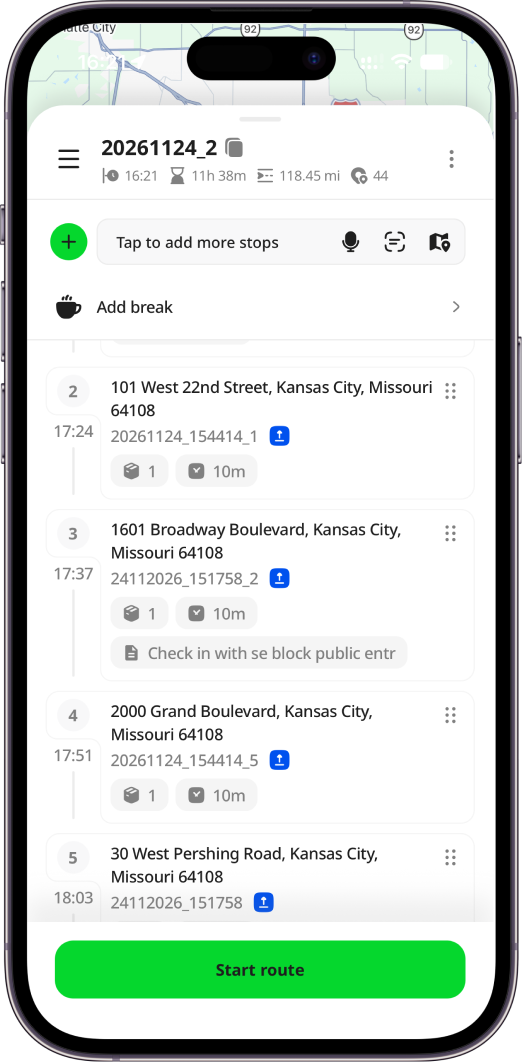 92
92
16:21
20261124_2
16:21 11h 38m 118.45 mi 44
Tap to add more stops
Add break
2
101 West 22nd Street, Kansas City, Missouri
64108
17:24
20261124_154414_1
1 10m
3
1601 Broadway Boulevard, Kansas City,
Missouri 64108
17:37
24112026_151758_2
1 10m
Check in with se block public entr
4
2000 Grand Boulevard, Kansas City,
Missouri 64108
17:51
20261124_154414_5
1 10m
5
30 West Pershing Road, Kansas City,
Missouri 64108
18:03
24112026_151758
Start route